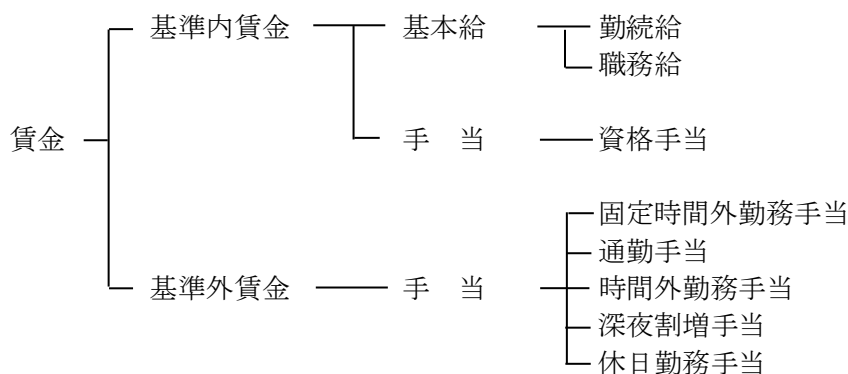 基準内賃金 基本給 勤続給
職務給
賃金 手　当 資格手当
固定時間外勤務手当
通勤手当
基準外賃金 手　当 時間外勤務手当
深夜割増手当
休日勤務手当